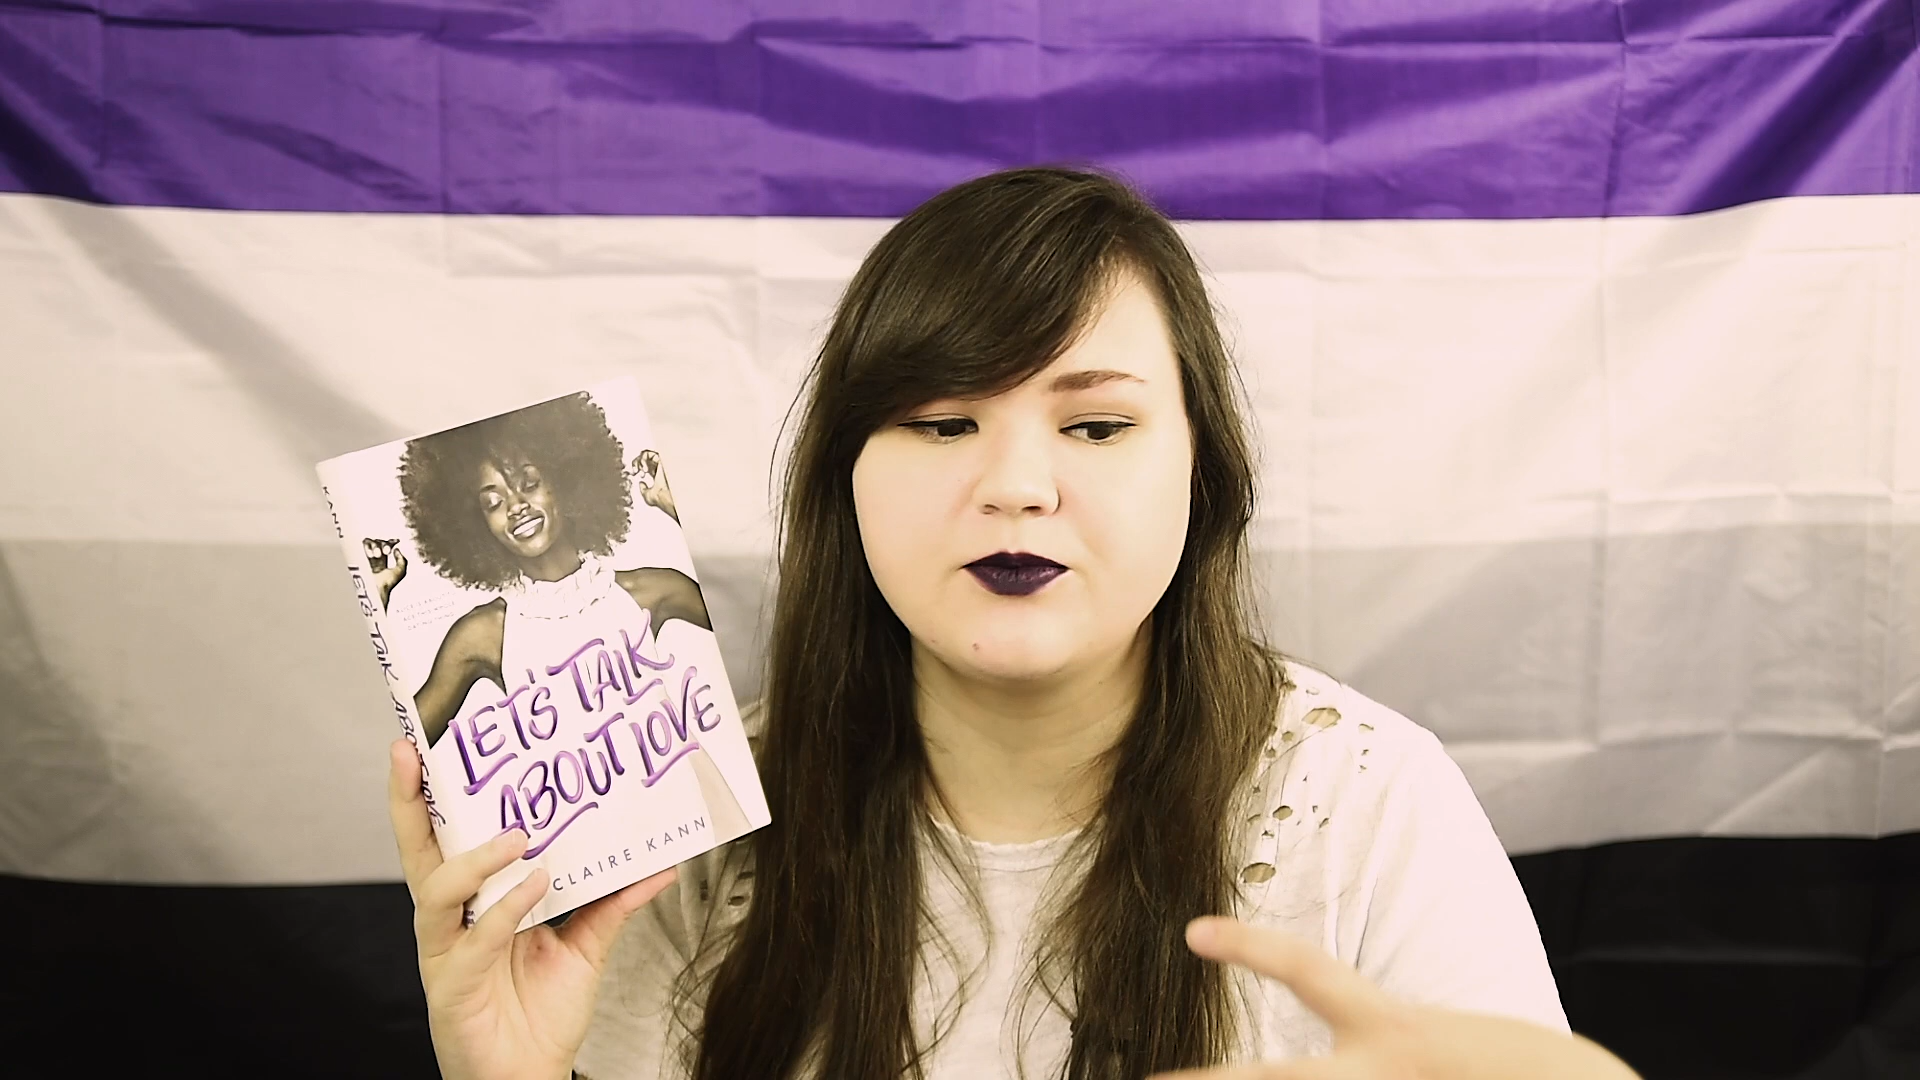 KANN LET'S TALK ABOUT LOVE
LET'S TALK
ABOUT LOVE
CLAIRE KANN